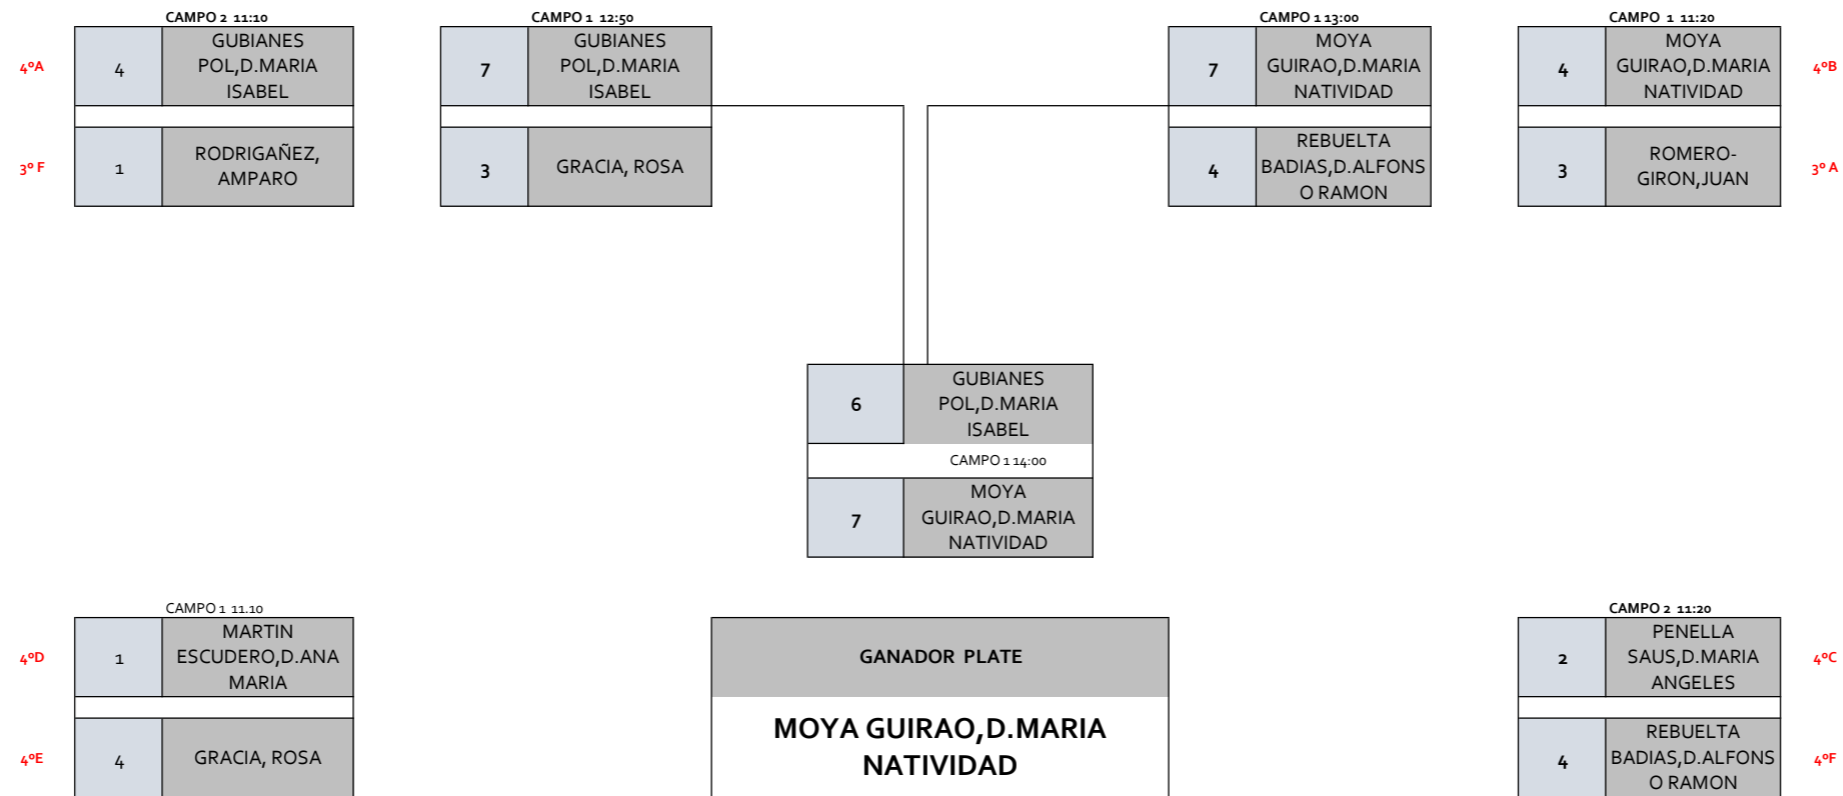 CAMPO 2 11:10
4ºA
4
GUBIANES
POL,D.MARIA
ISABEL
3º F
1
RODRIGAÑEZ,
AMPARO
CAMPO 1 12:50
7
GUBIANES
POL,D.MARIA
ISABEL
3
GRACIA, ROSA
CAMPO 1 13:00
7
MOYA
GUIRAO,D.MARIA
NATIVIDAD
4
REBUELTA
BADIAS,D.ALFONS
O RAMON
CAMPO 1 11:20
4
MOYA
GUIRAO,D.MARIA
NATIVIDAD
4ºB
3
ROMERO-
GIRON,JUAN
3º A
6
GUBIANES
POL,D.MARIA
ISABEL
CAMPO 1 14:00
7
MOYA
GUIRAO,D.MARIA
NATIVIDAD
CAMPO 1 11.10
4ºD
1
MARTIN
ESCUDERO,D.ANA
MARIA
4ºE
4
GRACIA, ROSA
GANADOR PLATE
MOYA GUIRAO,D.MARIA
NATIVIDAD
CAMPO 2 11:20
2
PENELLA
SAUS,D.MARIA
ANGELES
4ºC
4
REBUELTA
BADIAS,D.ALFONS
O RAMON
4ºF